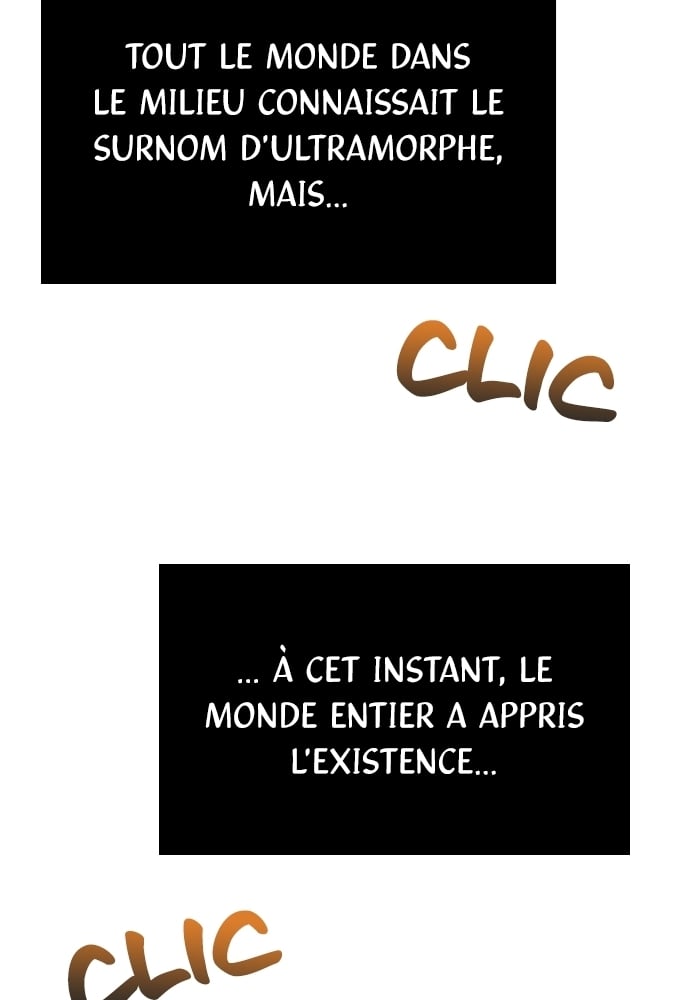 TOUT LE MONDE DANS
LE MILIEU CONNAISSAIT LE
SURNOM D'ULTRAMORPHE,
MAIS...
CLIC
... À CET INSTANT, LE
MONDE ENTIER A APPRIS
L'EXISTENCE...
CLIC